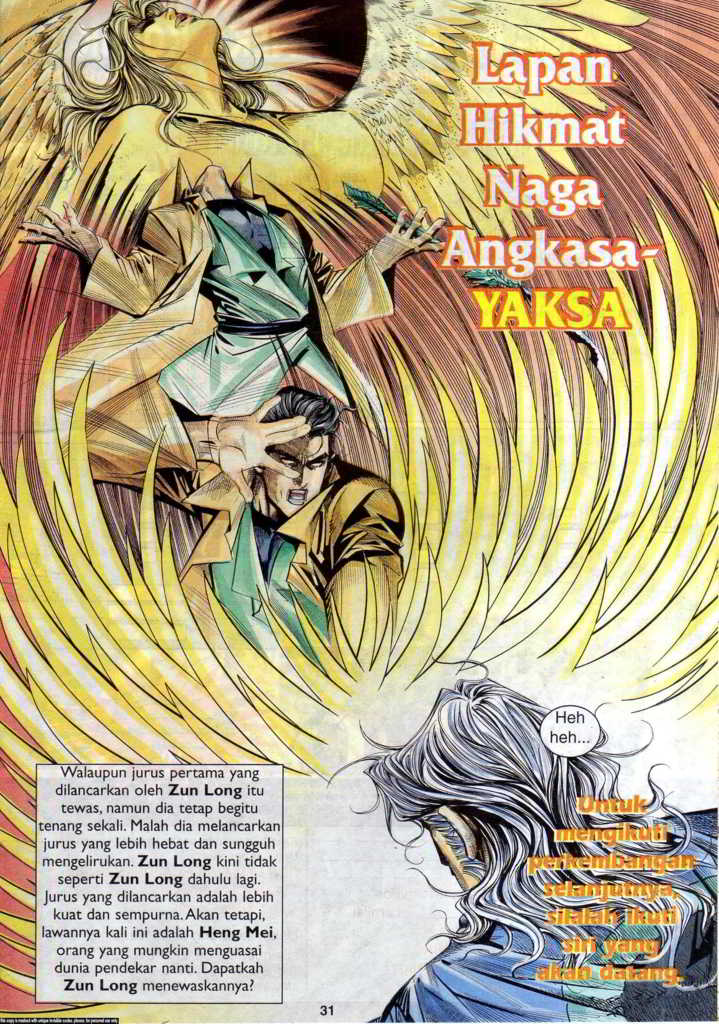 Lapan
Hikmat
Naga
Angkasa-
YAKSA
Heh
heh...
Walaupun jurus pertama yang
dilancarkan oleh Zun Long itu
tewas, namun dia tetap begitu
tenang sekali. Malah dia melancarkan
jurus yang lebih hebat dan sungguh
mengelirukan. Zun Long kini tidak
seperti Zun Long dahulu lagi.
Jurus yang dilancarkan adalah lebih
kuat dan sempurna. Akan tetapi,
lawannya kali ini adalah Heng Mei,
orang yang mungkin menguasai
dunia pendekar nanti. Dapatkah
Zun Long menewaskannya?
Untuk
mengikuti
perkembangan
selanjutnya,
silalah ikuti
siri yang
akan datang.
31